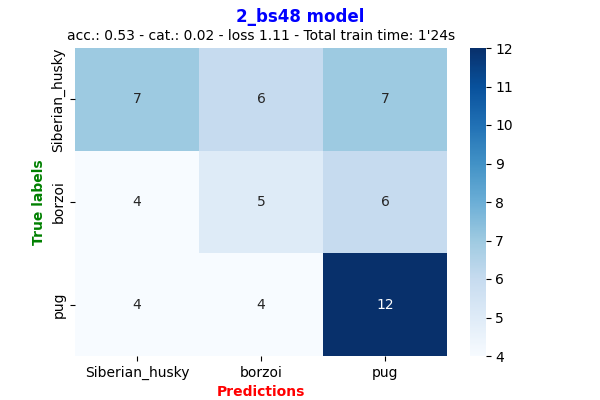 2_bs48 model
acc.: 0.53 - cat.: 0.02 - loss 1.11 - Total train time: 1'24s
True labels
Siberian_husky
7 6 7
borzoi
4 5 6
pug
4 4 12
Siberian_husky borzoi pug
Predictions
12
11
10
9
8
7
6
5
4